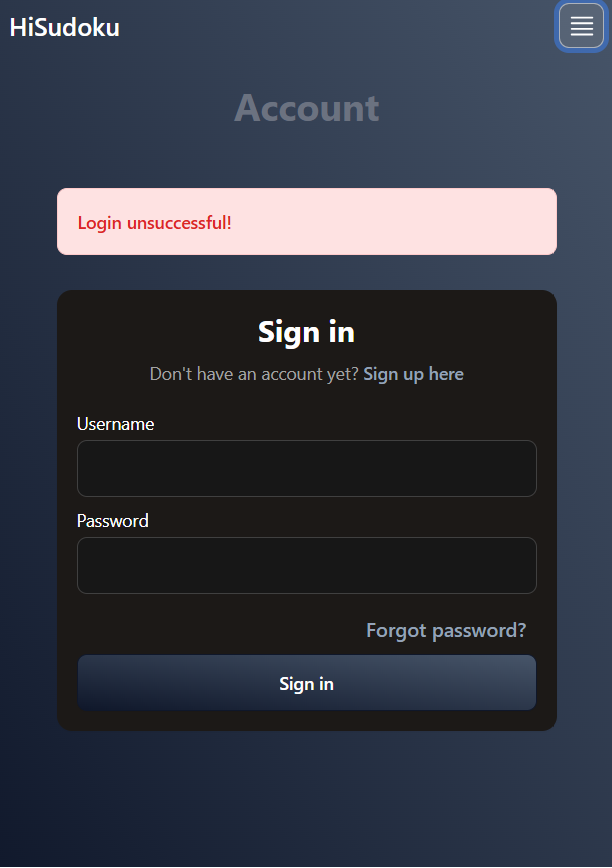 HiSudoku
Account
Login unsuccessful!
Sign in
Don't have an account yet? Sign up here
Username
Password
Forgot password?
Sign in